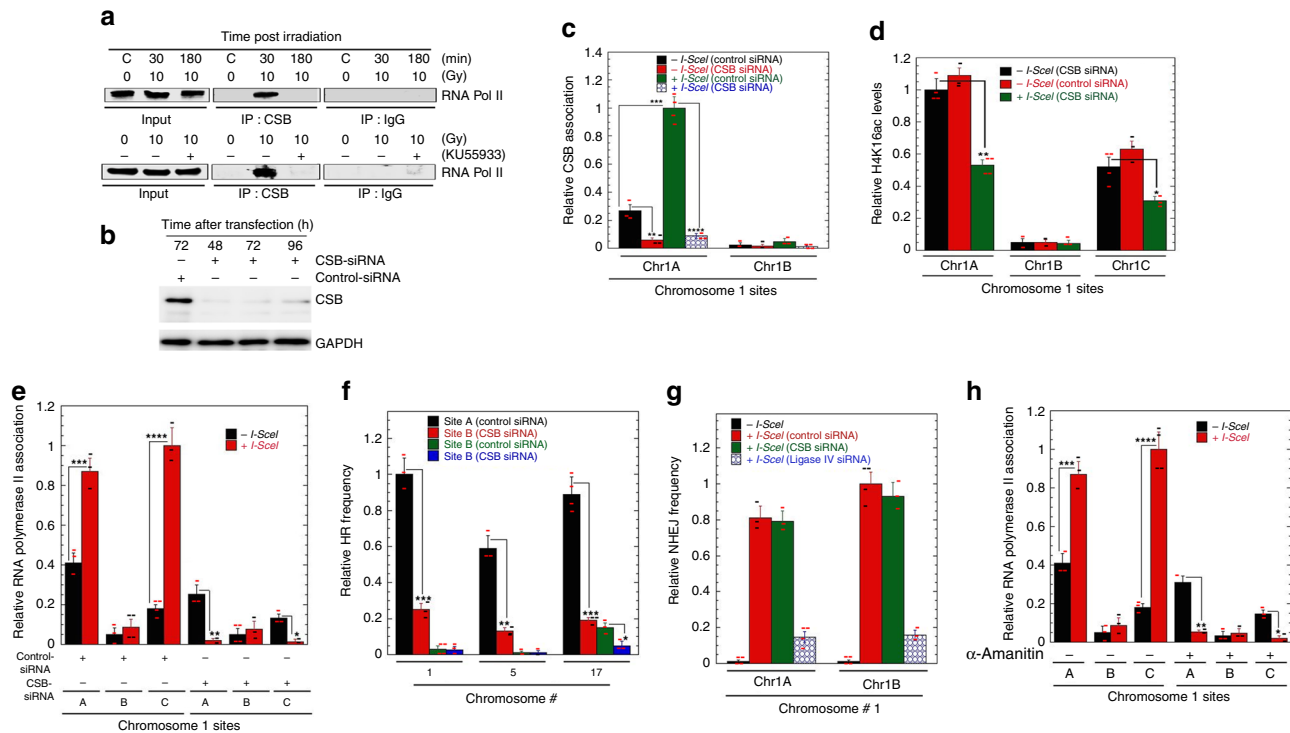 a
Time post irradiation
C 30 180 C 30 180 C 30 180 (min)
0 10 10 0 10 10 0 10 10 (Gy)
RNA Pol II
Input IP : CSB IP : IgG
0 10 10 0 10 10 0 10 10 (Gy)
– – + – – + – – + (KU55933)
RNA Pol II
Input IP : CSB IP : IgG
b
Time after transfection (h)
72 48 72 96
– + + + CSB-siRNA
+ – – – Control-siRNA
CSB
GAPDH
c
Relative CSB association
1.4
1.2
1
0.8
0.6
0.4
0.2
0
– I-SceI (control siRNA)
– I-SceI (CSB siRNA)
+ I-SceI (control siRNA)
+ I-SceI (CSB siRNA)
***
**
****
Chr1A Chr1B
Chromosome 1 sites
d
Relative H4K16ac levels
1.2
0.9
0.6
0.3
0
– I-SceI (CSB siRNA)
– I-SceI (control siRNA)
+ I-SceI (CSB siRNA)
**
*
Chr1A Chr1B Chr1C
Chromosome 1 sites
e
Relative RNA polymerase II association
1.2
1
0.8
0.6
0.4
0.2
0
– I-SceI
+ I-SceI
***
****
**
*
Control-siRNA + + + – – –
CSB-siRNA – – – + + +
A B C A B C
Chromosome 1 sites
f
Relative HR frequency
1.2
1
0.8
0.6
0.4
0.2
0
Site A (control siRNA)
Site B (CSB siRNA)
Site B (control siRNA)
Site B (CSB siRNA)
***
**
***
*
1 5 17
Chromosome #
g
Relative NHEJ frequency
1.2
1
0.8
0.6
0.4
0.2
0
– I-SceI
+ I-SceI (control siRNA)
+ I-SceI (CSB siRNA)
+ I-SceI (Ligase IV siRNA)
Chr1A Chr1B
Chromosome # 1
h
Relative RNA polymerase II association
1.2
1
0.8
0.6
0.4
0.2
0
– I-SceI
+ I-SceI
***
****
**
*
α-Amanitin – – – + + +
A B C A B C
Chromosome 1 sites